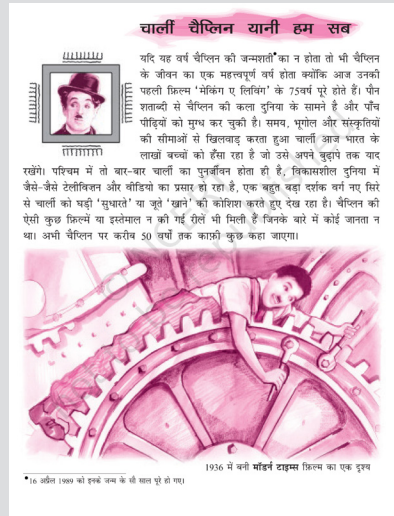 चार्ली चैप्लिन यानी हम सब
यदि यह वर्ष चैप्लिन की जन्मशती* का न होता तो भी चैप्लिन
के जीवन का एक महत्त्वपूर्ण वर्ष होता क्योंकि आज उनकी
पहली फ़िल्म ‘मेकिंग ए लिविंग’ के 75वर्ष पूरे होते हैं। पौन
शताब्दी से चैप्लिन की कला दुनिया के सामने है और पाँच
पीढ़ियों को मुग्ध कर चुकी है। समय, भूगोल और संस्कृतियों
की सीमाओं से खिलवाड़ करता हुआ चार्ली आज भारत के
लाखों बच्चों को हँसा रहा है जो उसे अपने बुढ़ापे तक याद
रखेंगे। पश्चिम में तो बार-बार चार्ली का पुनर्जीवन होता ही है, विकासशील दुनिया में
जैसे-जैसे टेलीविज़न और वीडियो का प्रसार हो रहा है, एक बहुत बड़ा दर्शक वर्ग नए सिरे
से चार्ली को घड़ी ‘सुधारते’ या जूते ‘खाने’ की कोशिश करते हुए देख रहा है। चैप्लिन की
ऐसी कुछ फ़िल्में या इस्तेमाल न की गई रीलें भी मिली हैं जिनके बारे में कोई जानता न
था। अभी चैप्लिन पर करीब 50 वर्षों तक काफ़ी कुछ कहा जाएगा।
1936 में बनी मॉडर्न टाइम्स फ़िल्म का एक दृश्य
*16 अप्रैल 1989 को इनके जन्म के सौ साल पूरे हो गए।